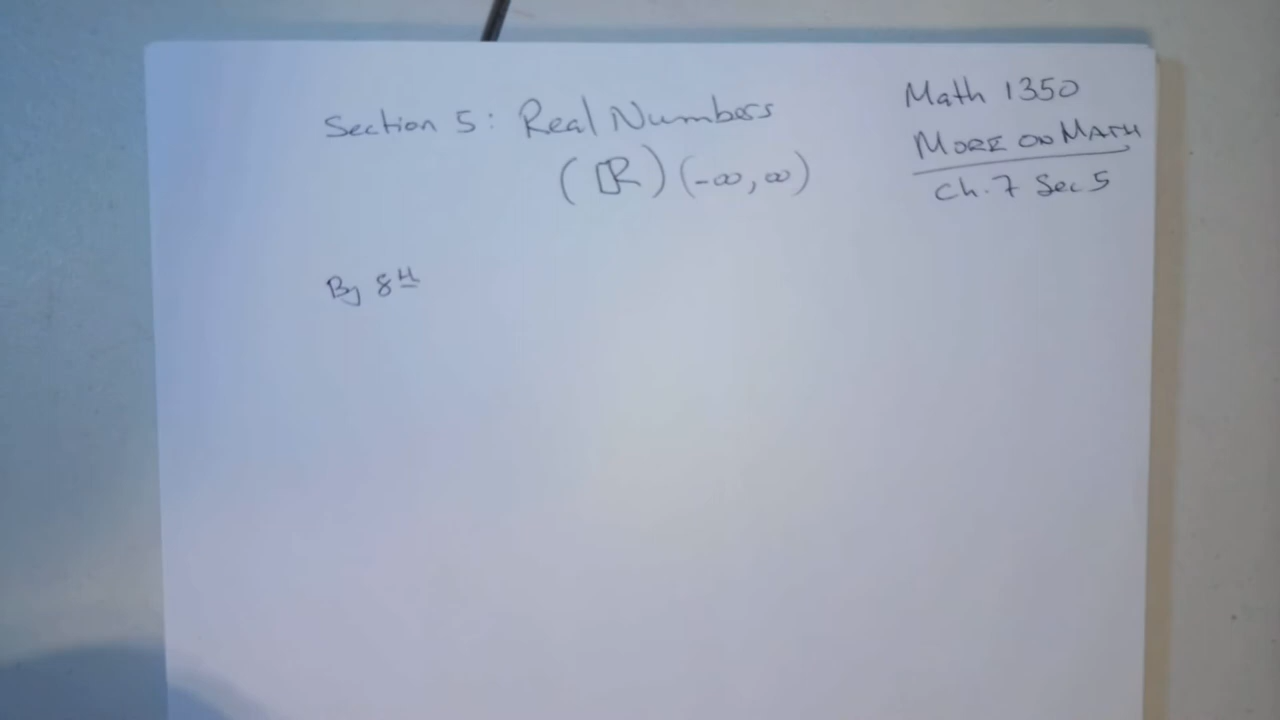 Section 5: Real Numbers
(ℝ) (-∞, ∞)
Math 1350
MORE ON MATH
Ch. 7 Sec 5
By 8th